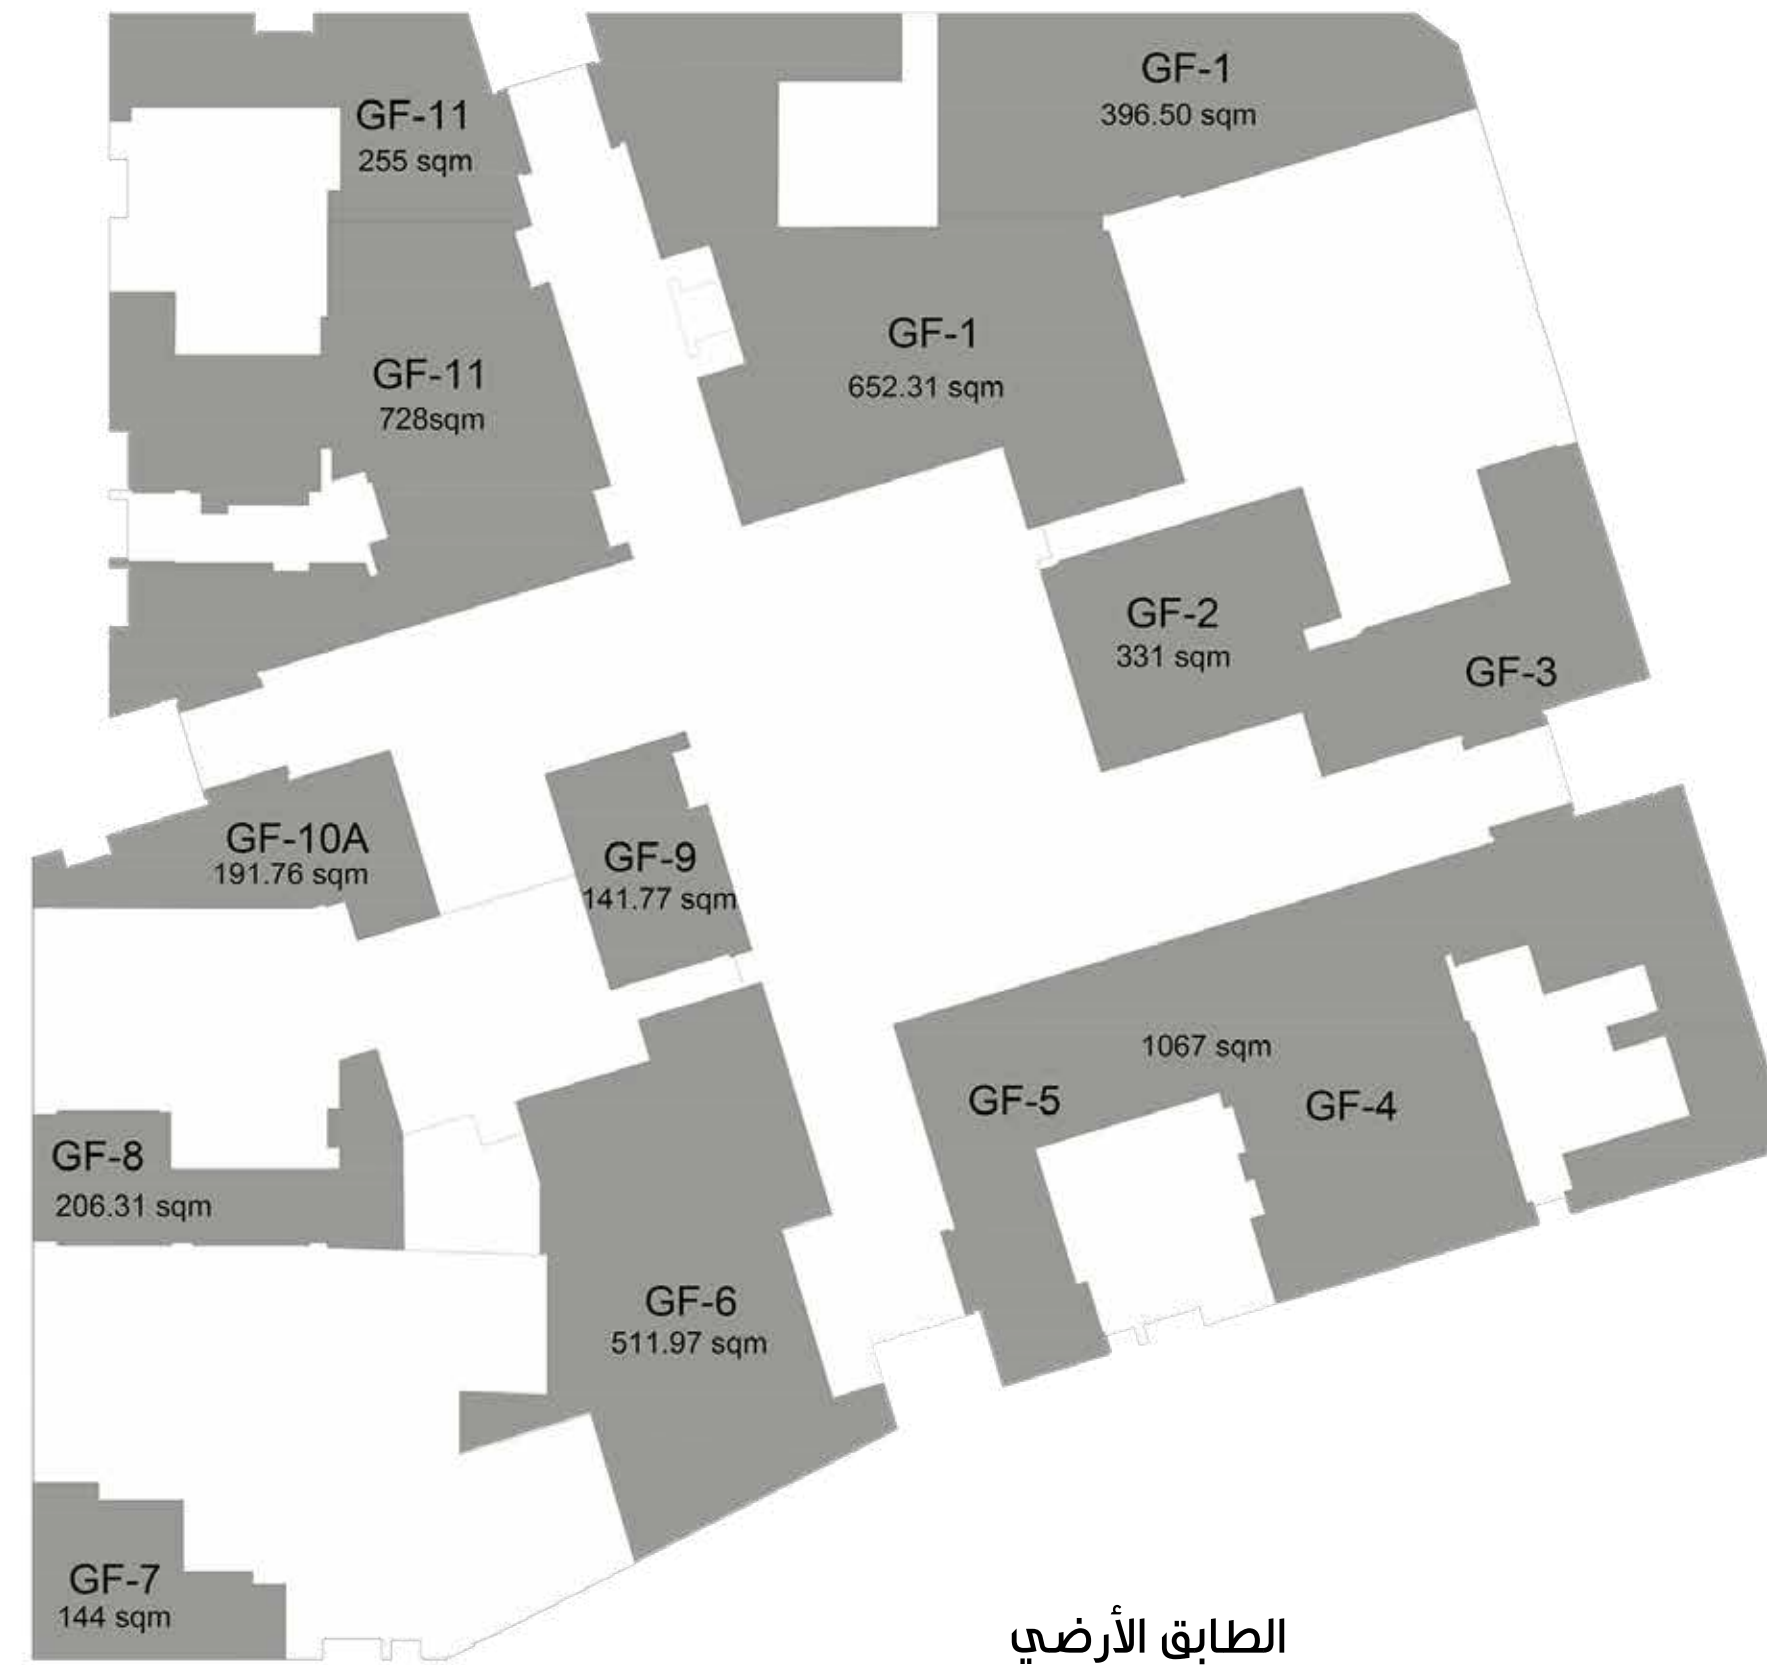 GF-1
396.50 sqm
GF-11
255 sqm
GF-1
652.31 sqm
GF-11
728sqm
GF-2
331 sqm
GF-3
GF-10A
191.76 sqm
GF-9
141.77 sqm
1067 sqm
GF-5
GF-4
GF-8
206.31 sqm
GF-6
511.97 sqm
GF-7
144 sqm
الطابق الأرضي